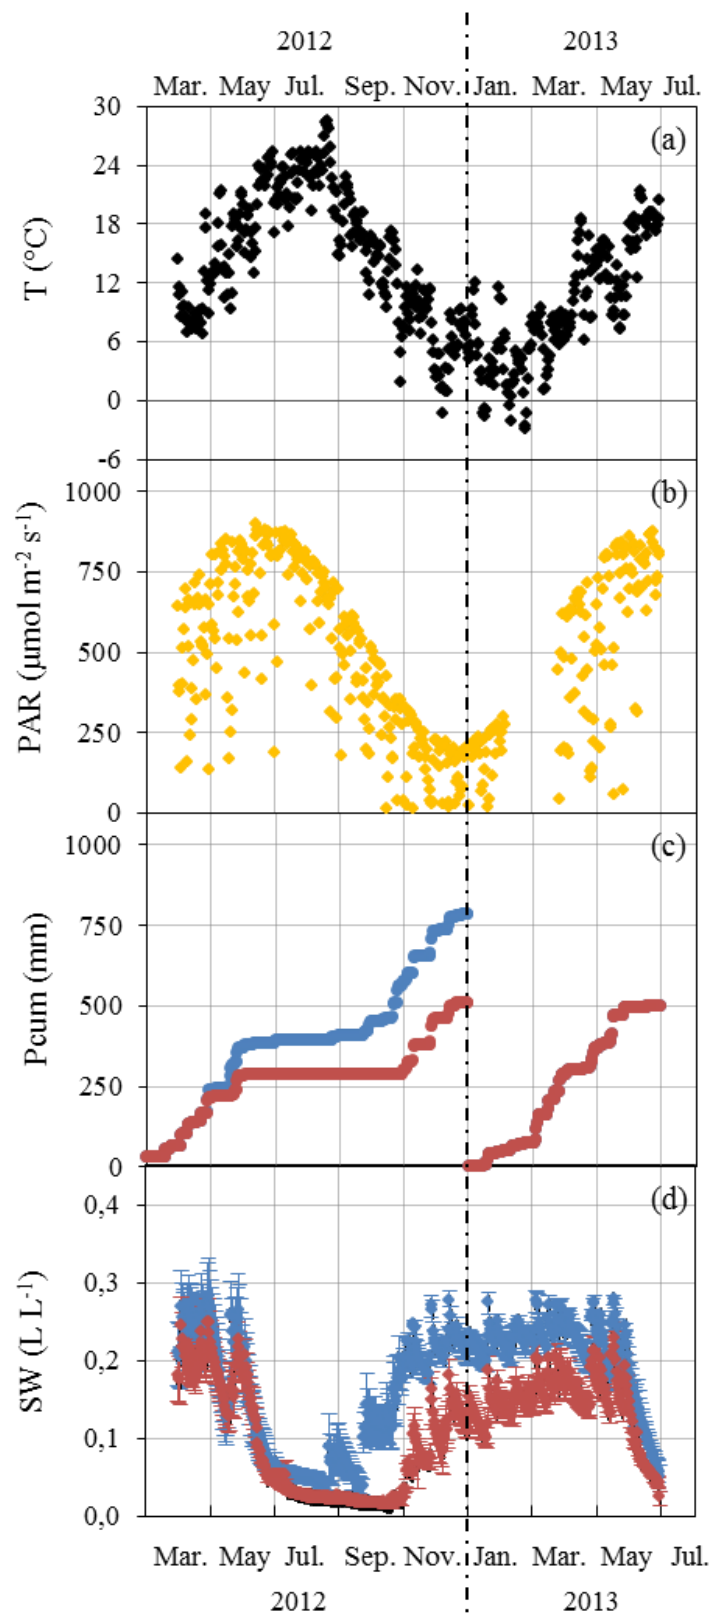 2012 2013
Mar. May Jul. Sep. Nov. Jan. Mar. May Jul.
30
(a)
24
18
T (°C)
12
6
0
-6
1000
(b)
750
PAR (μmol m-2 s-1)
500
250
0
1000
(c)
750
Pcum (mm)
500
250
0
0,4
(d)
0,3
SW (L L-1)
0,2
0,1
0,0
Mar. May Jul. Sep. Nov. Jan. Mar. May Jul.
2012 2013